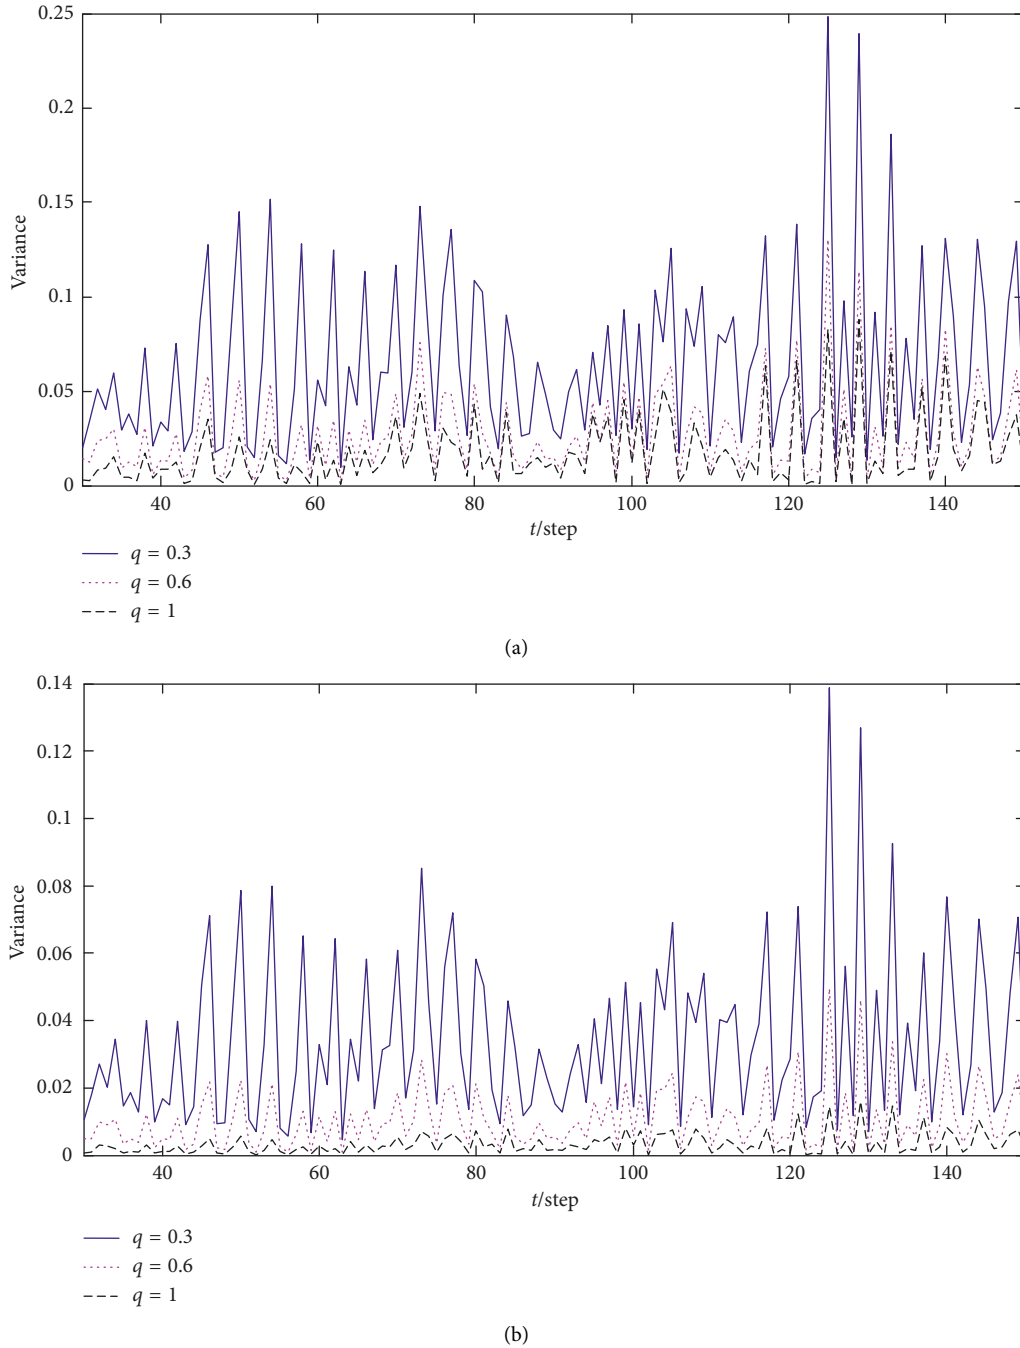 0.25
0.2
0.15
0.1
0.05
0
Variance
40
60
80
100
120
140
t/step
q = 0.3
q = 0.6
q = 1
(a)
0.14
0.12
0.1
0.08
0.06
0.04
0.02
0
Variance
40
60
80
100
120
140
t/step
q = 0.3
q = 0.6
q = 1
(b)